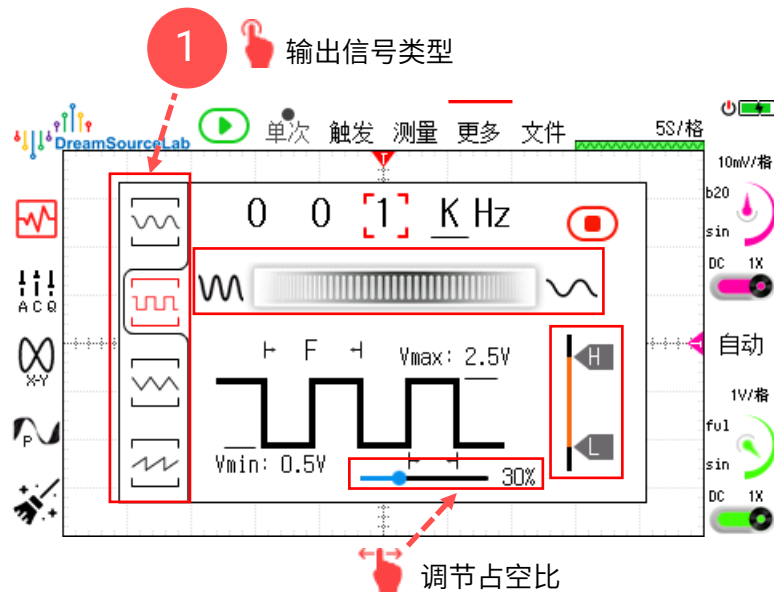 1 输出信号类型
DreamSourceLab
单次 触发 测量 更多 文件 5S/格
10mV/格
b20
sin
DC 1X
0 0 1 K Hz
A C Q
X-Y
自动
F
Vmax: 2.5V
H
1V/格
P
ful
L
Vmin: 0.5V
30%
sin
DC 1X
调节占空比